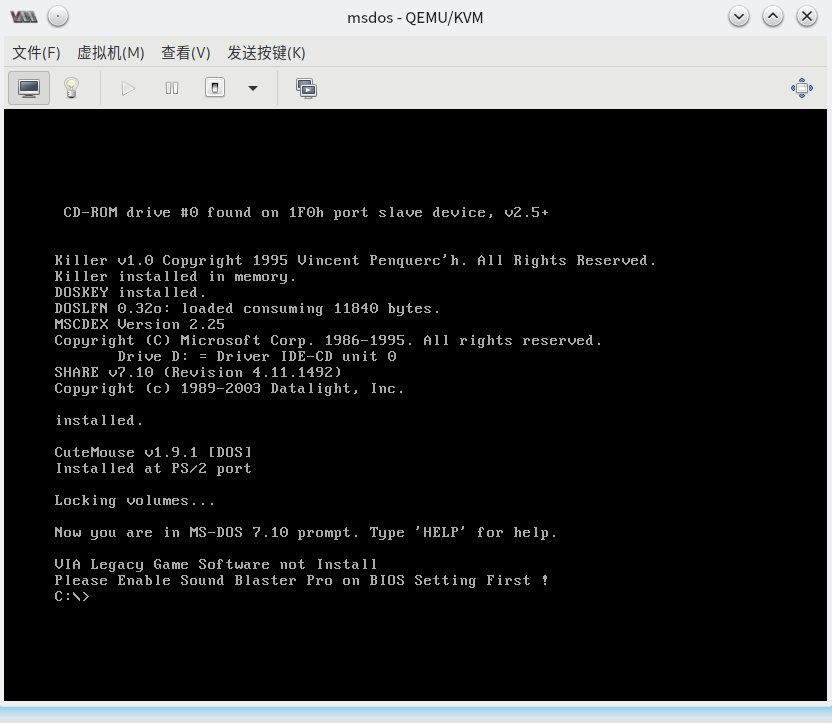 msdos - QEMU/KVM
文件(F) 虚拟机(M) 查看(V) 发送按键(K)
CD-ROM drive #0 found on 1F0h port slave device, v2.5+
Killer v1.0 Copyright 1995 Vincent Penquerc'h. All Rights Reserved.
Killer installed in memory.
DOSKEY installed.
DOSLFN 0.32o: loaded consuming 11840 bytes.
MSCDEX Version 2.25
Copyright (C) Microsoft Corp. 1986-1995. All rights reserved.
Drive D: = Driver IDE-CD unit 0
SHARE v7.10 (Revision 4.11.1492)
Copyright (c) 1989-2003 Datalight, Inc.
installed.
CuteMouse v1.9.1 [DOS]
Installed at PS/2 port
Locking volumes...
Now you are in MS-DOS 7.10 prompt. Type 'HELP' for help.
VIA Legacy Game Software not Install
Please Enable Sound Blaster Pro on BIOS Setting First !
C:\>